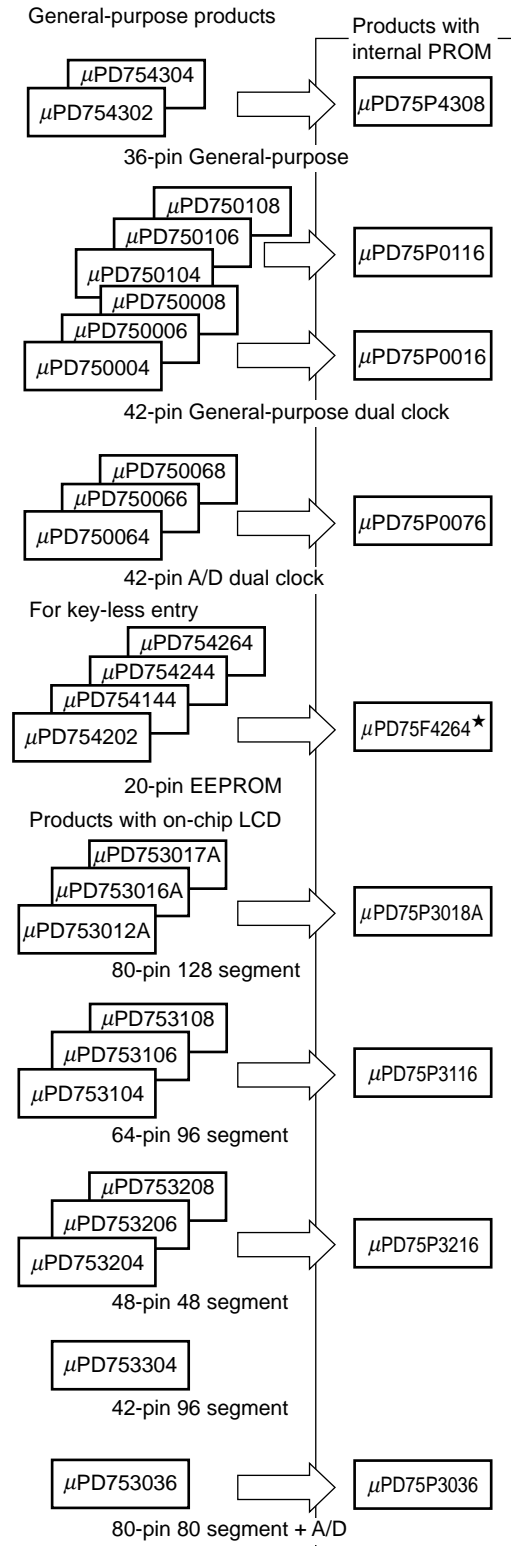 General-purpose products
Products with
internal PROM
μPD754304
μPD754302
μPD75P4308
36-pin General-purpose
μPD750108
μPD750106
μPD750104
μPD75P0116
μPD750008
μPD750006
μPD750004
μPD75P0016
42-pin General-purpose dual clock
μPD750068
μPD750066
μPD750064
μPD75P0076
42-pin A/D dual clock
For key-less entry
μPD754264
μPD754244
μPD754144
μPD754202
μPD75F4264★
20-pin EEPROM
Products with on-chip LCD
μPD753017A
μPD753016A
μPD753012A
μPD75P3018A
80-pin 128 segment
μPD753108
μPD753106
μPD753104
μPD75P3116
64-pin 96 segment
μPD753208
μPD753206
μPD753204
μPD75P3216
48-pin 48 segment
μPD753304
42-pin 96 segment
μPD753036
μPD75P3036
80-pin 80 segment + A/D